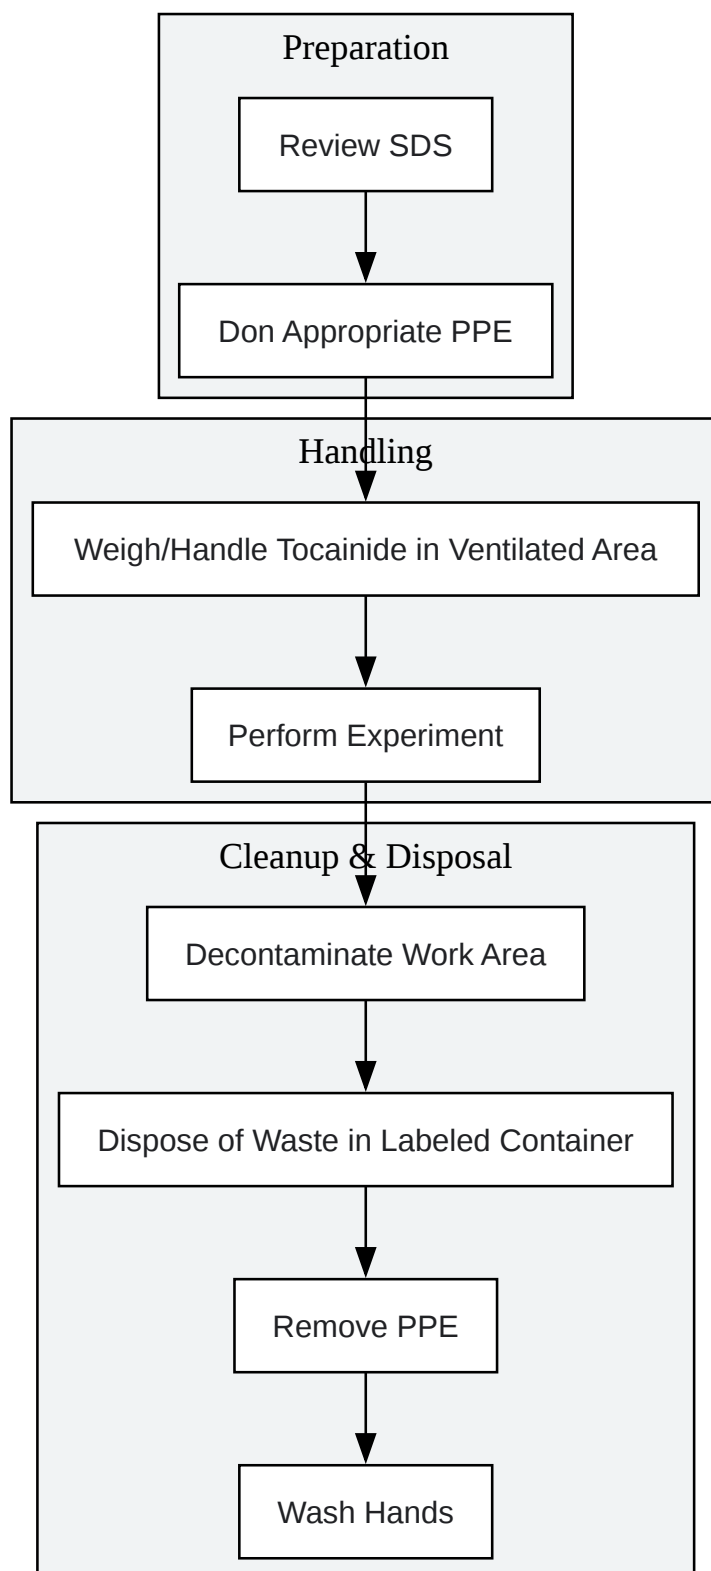 Preparation
Review SDS
Don Appropriate PPE
Handling
Weigh/Handle Tocainide in Ventilated Area
Perform Experiment
Cleanup & Disposal
Decontaminate Work Area
Dispose of Waste in Labeled Container
Remove PPE
Wash Hands